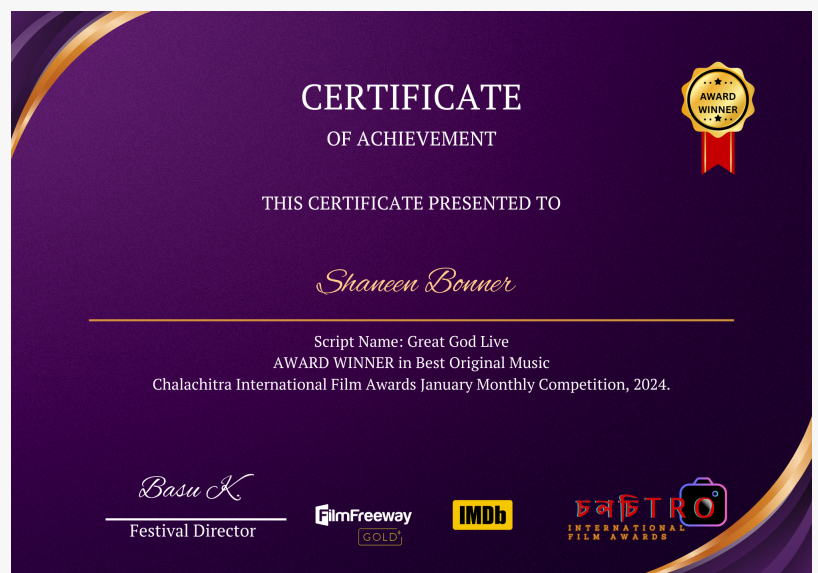 CERTIFICATE
OF ACHIEVEMENT
AWARD
WINNER
THIS CERTIFICATE PRESENTED TO
Shaneen Bonner
Script Name: Great God Live
AWARD WINNER in Best Original Music
Chalachitra International Film Awards January Monthly Competition, 2024.
Basu K.
Festival Director
FilmFreeway
GOLD+
IMDb
চলচ্চিTRO
INTERNATIONAL
FILM AWARDS